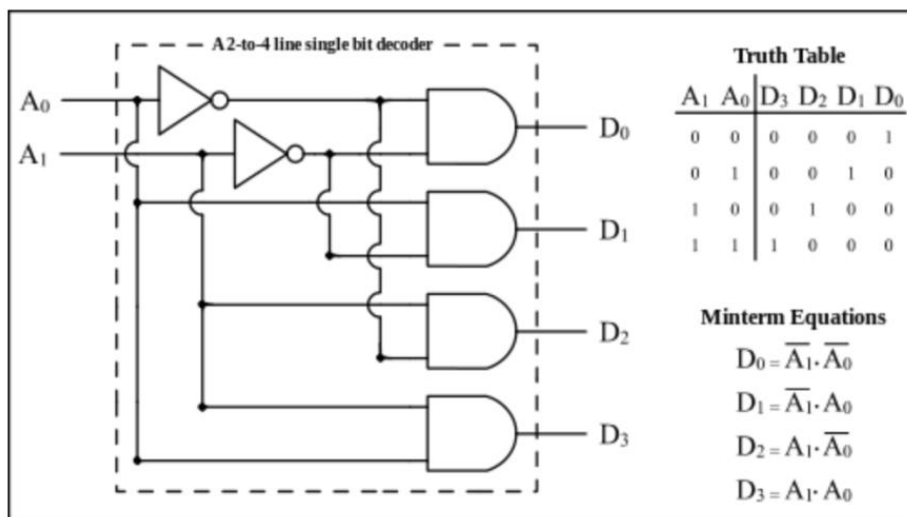 A 2-to-4 line single bit decoder
A₀
A₁
D₀
D₁
D₂
D₃
Truth Table
A₁ A₀ D₃ D₂ D₁ D₀
0 0 0 0 0 1
0 1 0 0 1 0
1 0 0 1 0 0
1 1 1 0 0 0
Minterm Equations
D₀ = A̅₁· A̅₀
D₁ = A̅₁· A₀
D₂ = A₁· A̅₀
D₃ = A₁· A₀